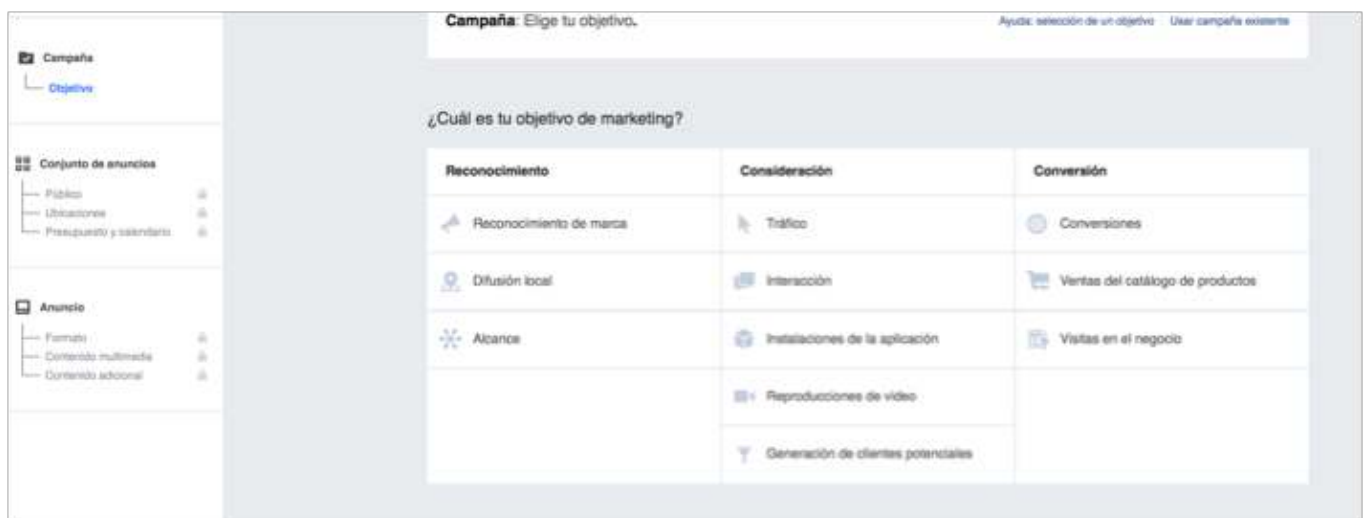 Campaña: Elige tu objetivo.
Ayuda: selección de un objetivo
Usar campaña existente
Campaña
Objetivo
Conjunto de anuncios
Público
Ubicaciones
Presupuesto y calendario
Anuncio
Formato
Contenido multimedia
Contenido adicional
¿Cuál es tu objetivo de marketing?
Reconocimiento
Reconocimiento de marca
Difusión local
Alcance
Consideración
Tráfico
Interacción
Instalaciones de la aplicación
Reproducciones de vídeo
Generación de clientes potenciales
Conversión
Conversiones
Ventas del catálogo de productos
Visitas en el negocio